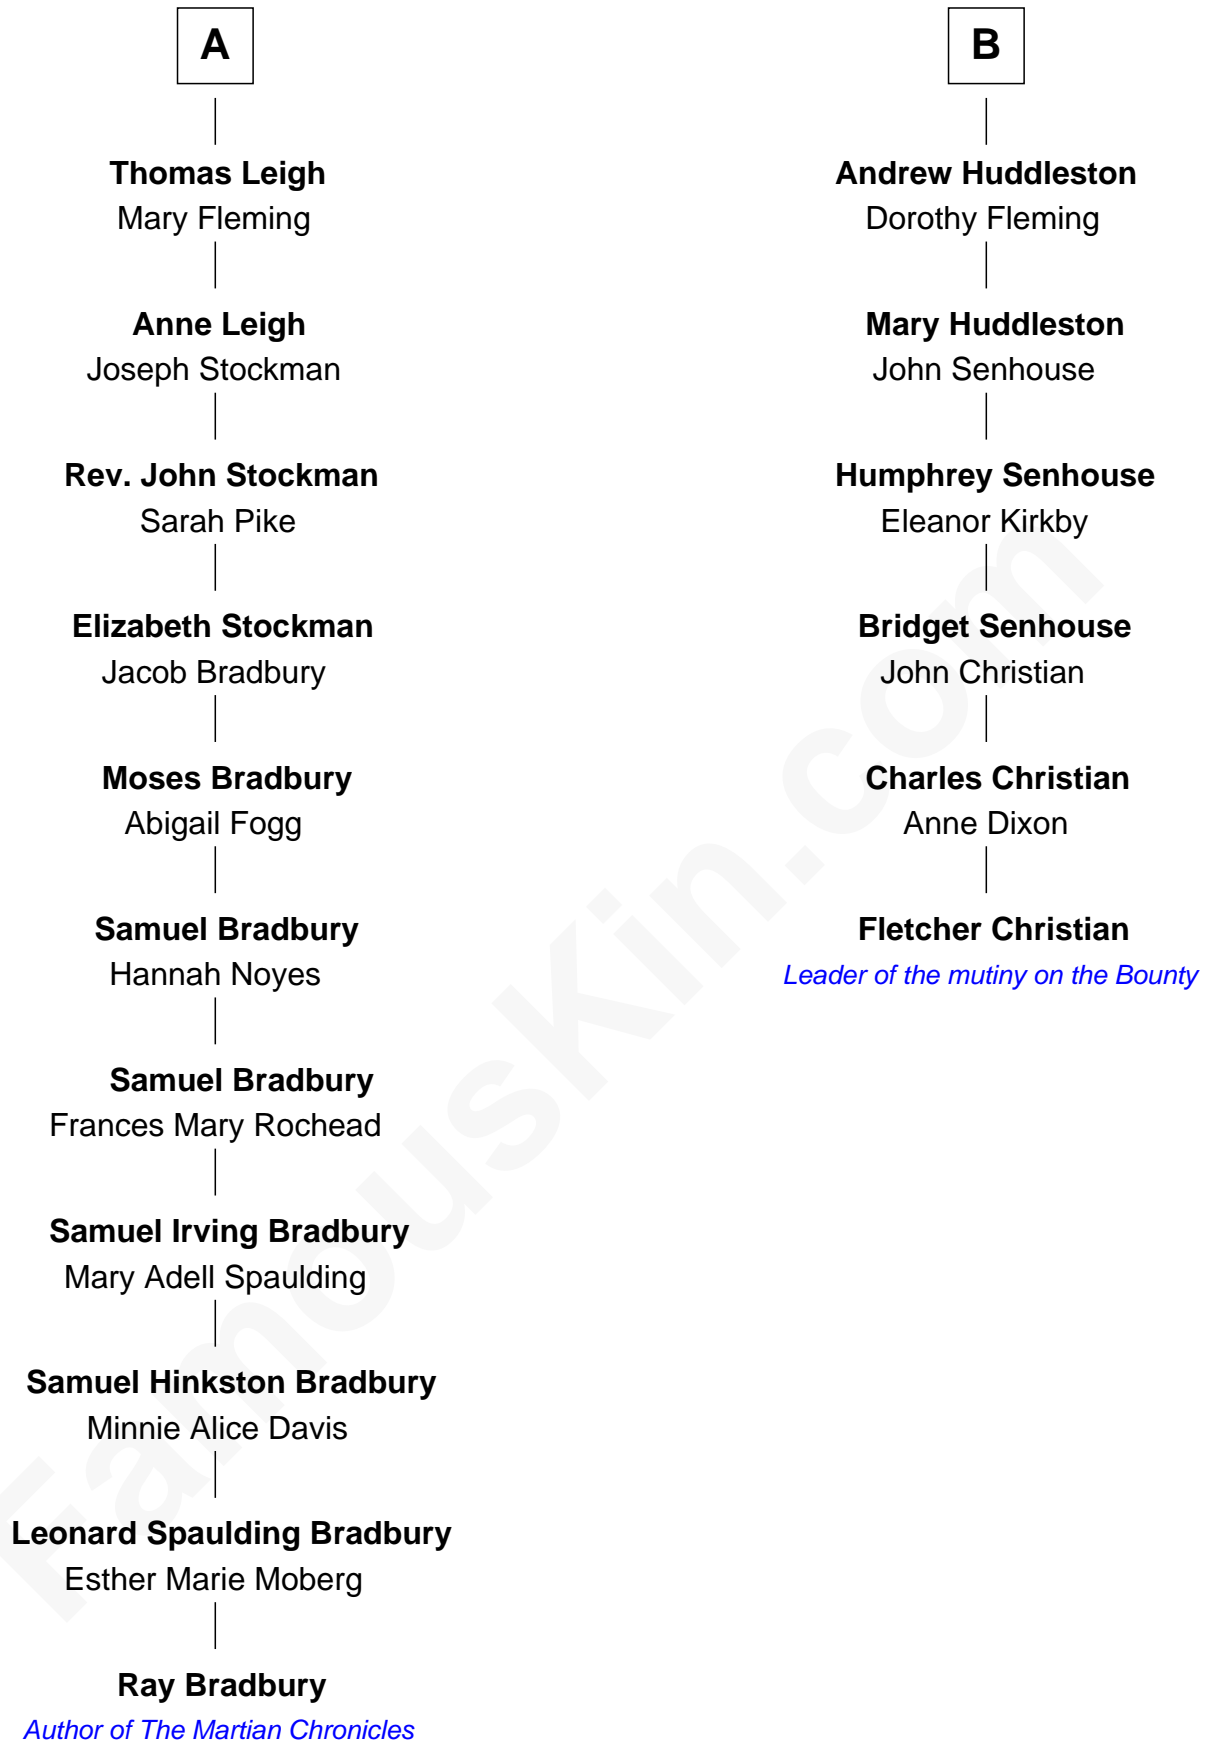 A
Thomas Leigh
Mary Fleming
Anne Leigh
Joseph Stockman
Rev. John Stockman
Sarah Pike
Elizabeth Stockman
Jacob Bradbury
Moses Bradbury
Abigail Fogg
Samuel Bradbury
Hannah Noyes
Samuel Bradbury
Frances Mary Rochead
Samuel Irving Bradbury
Mary Adell Spaulding
Samuel Hinkston Bradbury
Minnie Alice Davis
Leonard Spaulding Bradbury
Esther Marie Moberg
Ray Bradbury
Author of The Martian Chronicles
B
Andrew Huddleston
Dorothy Fleming
Mary Huddleston
John Senhouse
Humphrey Senhouse
Eleanor Kirkby
Bridget Senhouse
John Christian
Charles Christian
Anne Dixon
Fletcher Christian
Leader of the mutiny on the Bounty
FamousKin.com